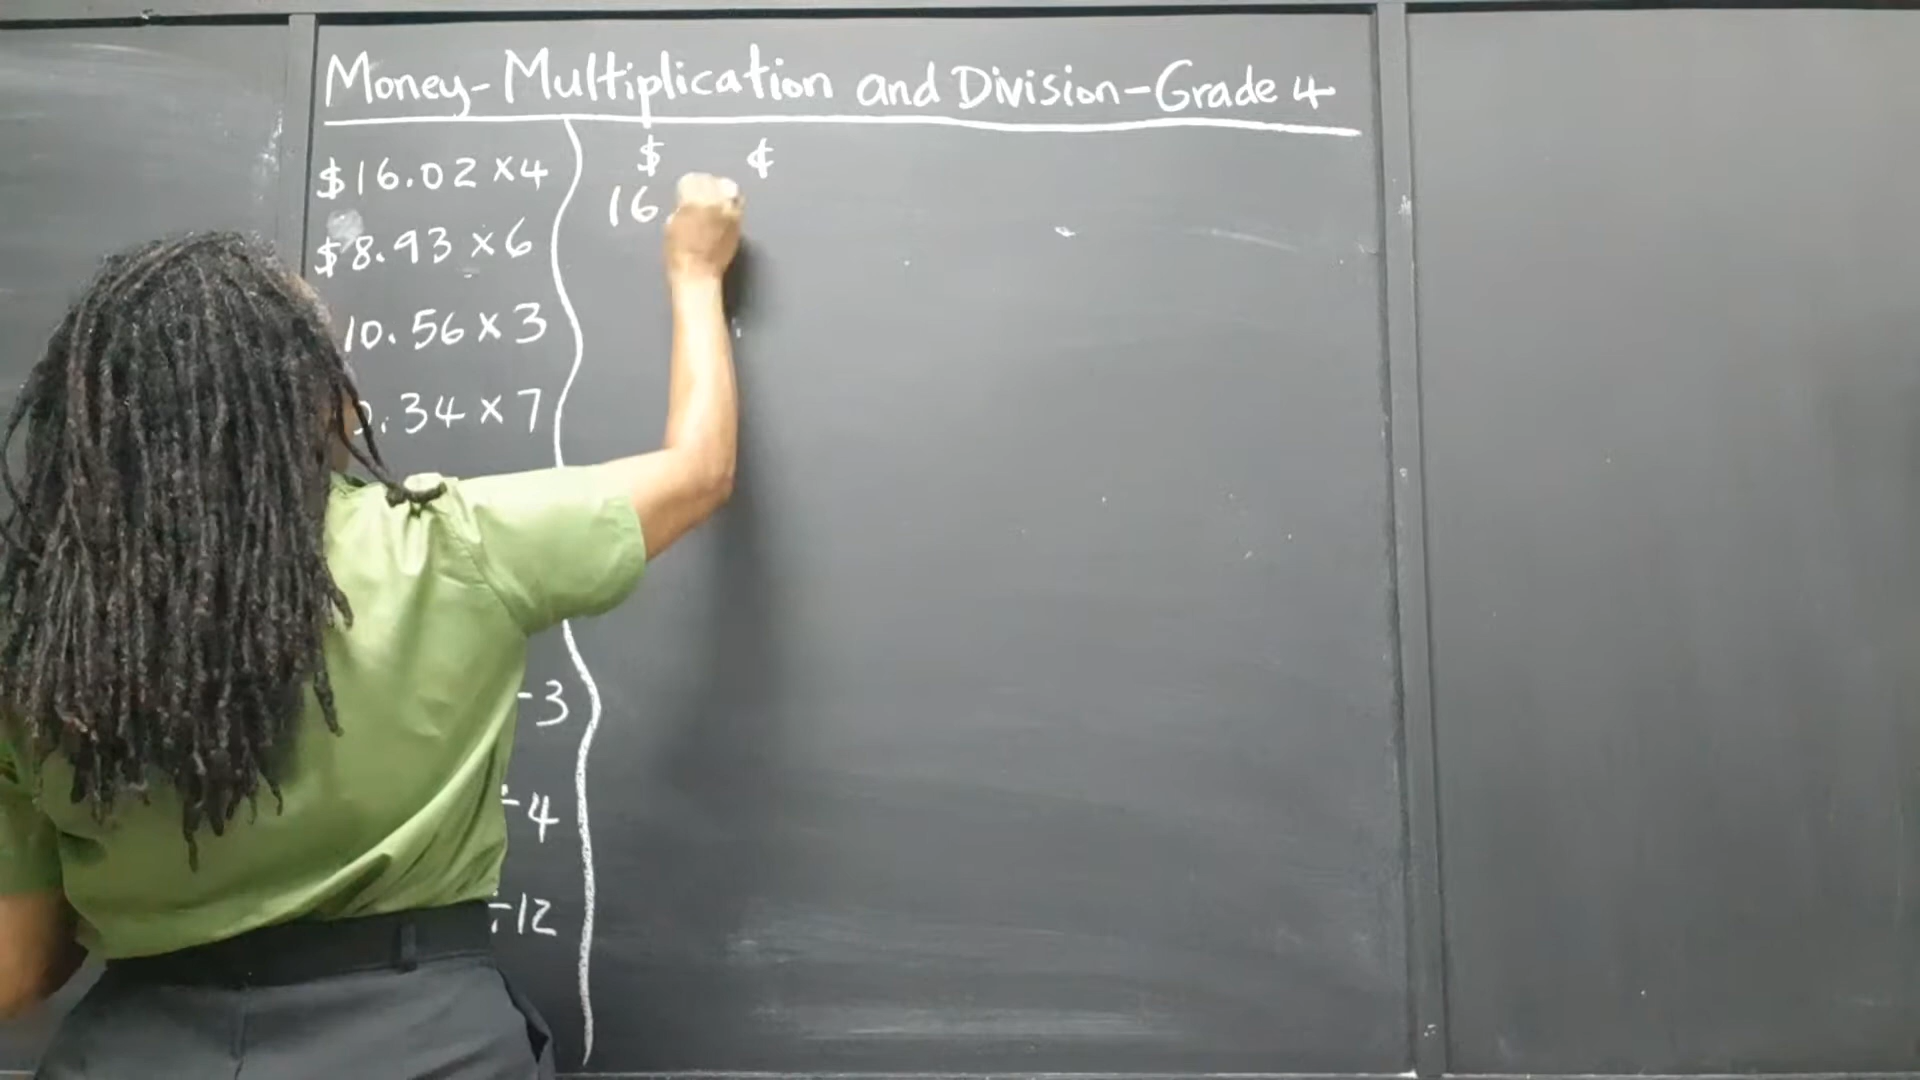 Money-Multiplication and Division-Grade 4
$16.02 x4
$8.93 x6
10.56 x 3
.34 x 7
3
÷4
÷12
$ ¢
16